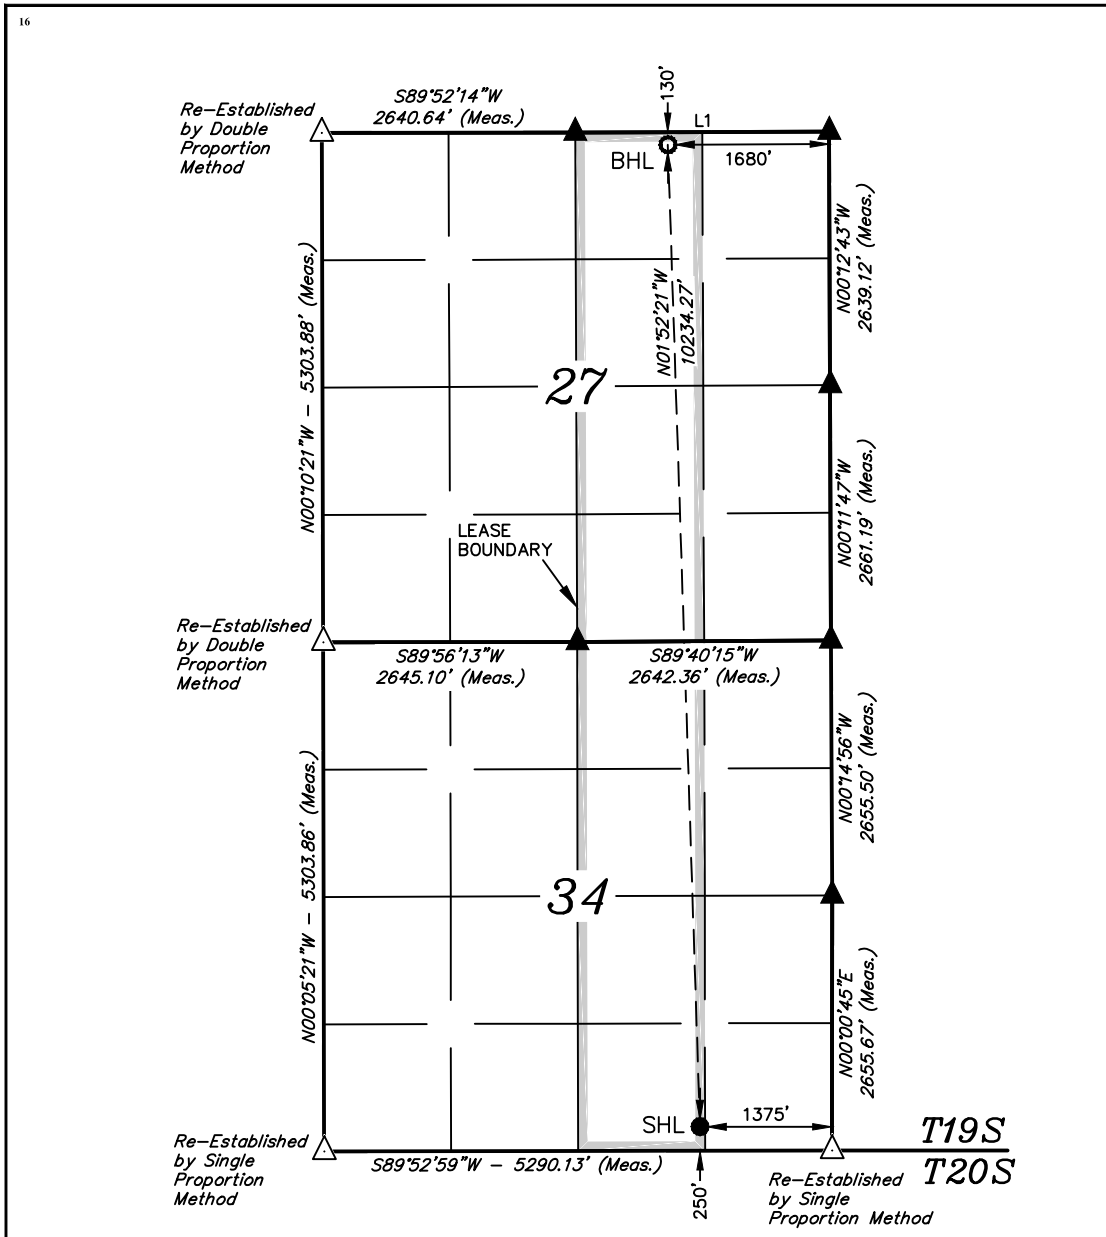 16
S89°52'14"W
2640.64' (Meas.)
130'
L1
Re-Established
by Double
Proportion
Method
BHL
1680'
N00°12'43"W
2639.12' (Meas.)
N00°10'21"W - 5303.88' (Meas.)
N01°52'21"W
10234.27'
27
N00°11'47"W
2661.19' (Meas.)
LEASE
BOUNDARY
Re-Established
by Double
Proportion
Method
S89°56'13"W
2645.10' (Meas.)
S89°40'15"W
2642.36' (Meas.)
N00°14'56"W
2655.50' (Meas.)
N00°05'21"W - 5303.86' (Meas.)
34
N00°00'45"E
2655.67' (Meas.)
SHL
1375'
T19S
T20S
Re-Established
by Single
Proportion
Method
S89°52'59"W - 5290.13' (Meas.)
250'
Re-Established
by Single
Proportion Method